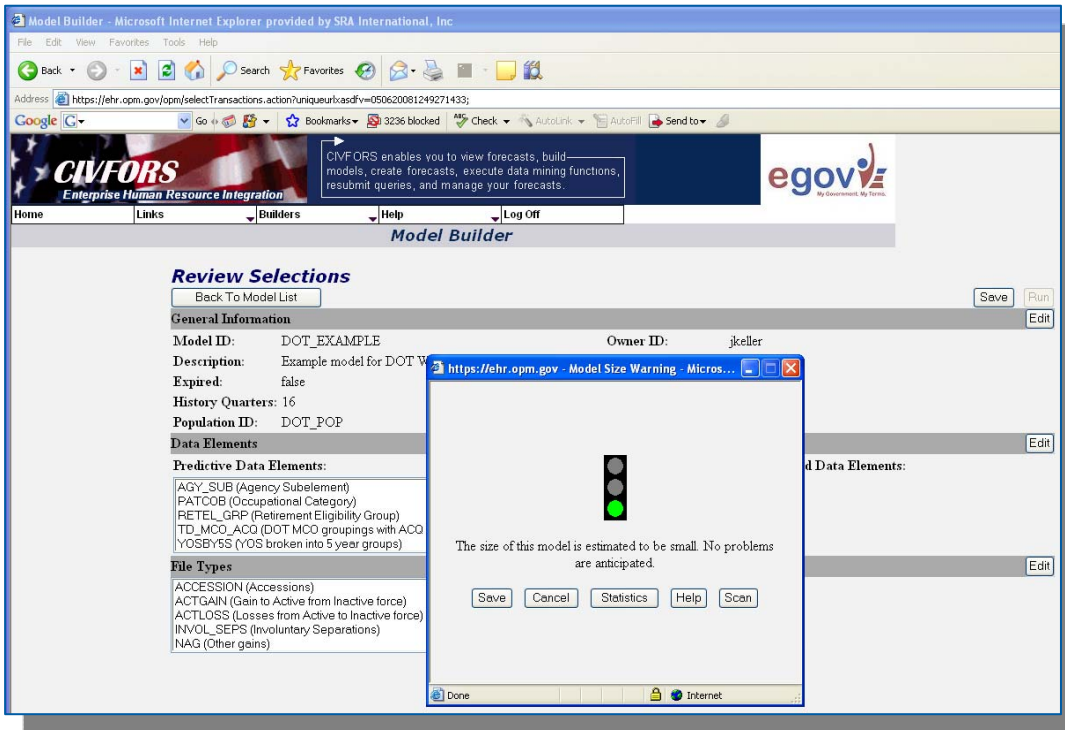 Model Builder - Microsoft Internet Explorer provided by SRA International, Inc
File Edit View Favorites Tools Help
Back Search Favorites
Address https://ehr.opm.gov/opm/selectTransactions.action?uniqueurlxasdfv=050620081249271433;
Google G Go Bookmarks 3236 blocked ABC Check AutoLink AutoFill Send to
CIVFORS
Enterprise Human Resource Integration
CIVFORS enables you to view forecasts, build
models, create forecasts, execute data mining functions,
resubmit queries, and manage your forecasts.
egov
My Government. My Terms.
Home Links Builders Help Log Off
Model Builder
Review Selections
Back To Model List Save Run
General Information Edit
Model ID: DOT_EXAMPLE Owner ID: jkeller
Description: Example model for DOT W
Expired: false
History Quarters: 16
Population ID: DOT_POP
Data Elements Edit
Predictive Data Elements: d Data Elements:
AGY_SUB (Agency Subelement)
PATCOB (Occupational Category)
RETEL_GRP (Retirement Eligibility Group)
TD_MCO_ACQ (DOT MCO groupings with ACQ
YOSBY5S (YOS broken into 5 year groups)
File Types Edit
ACCESSION (Accessions)
ACTGAIN (Gain to Active from Inactive force)
ACTLOSS (Losses from Active to Inactive force)
INVOL_SEPS (Involuntary Separations)
NAG (Other gains)
https://ehr.opm.gov - Model Size Warning - Micros...
The size of this model is estimated to be small. No problems
are anticipated.
Save Cancel Statistics Help Scan
Done Internet